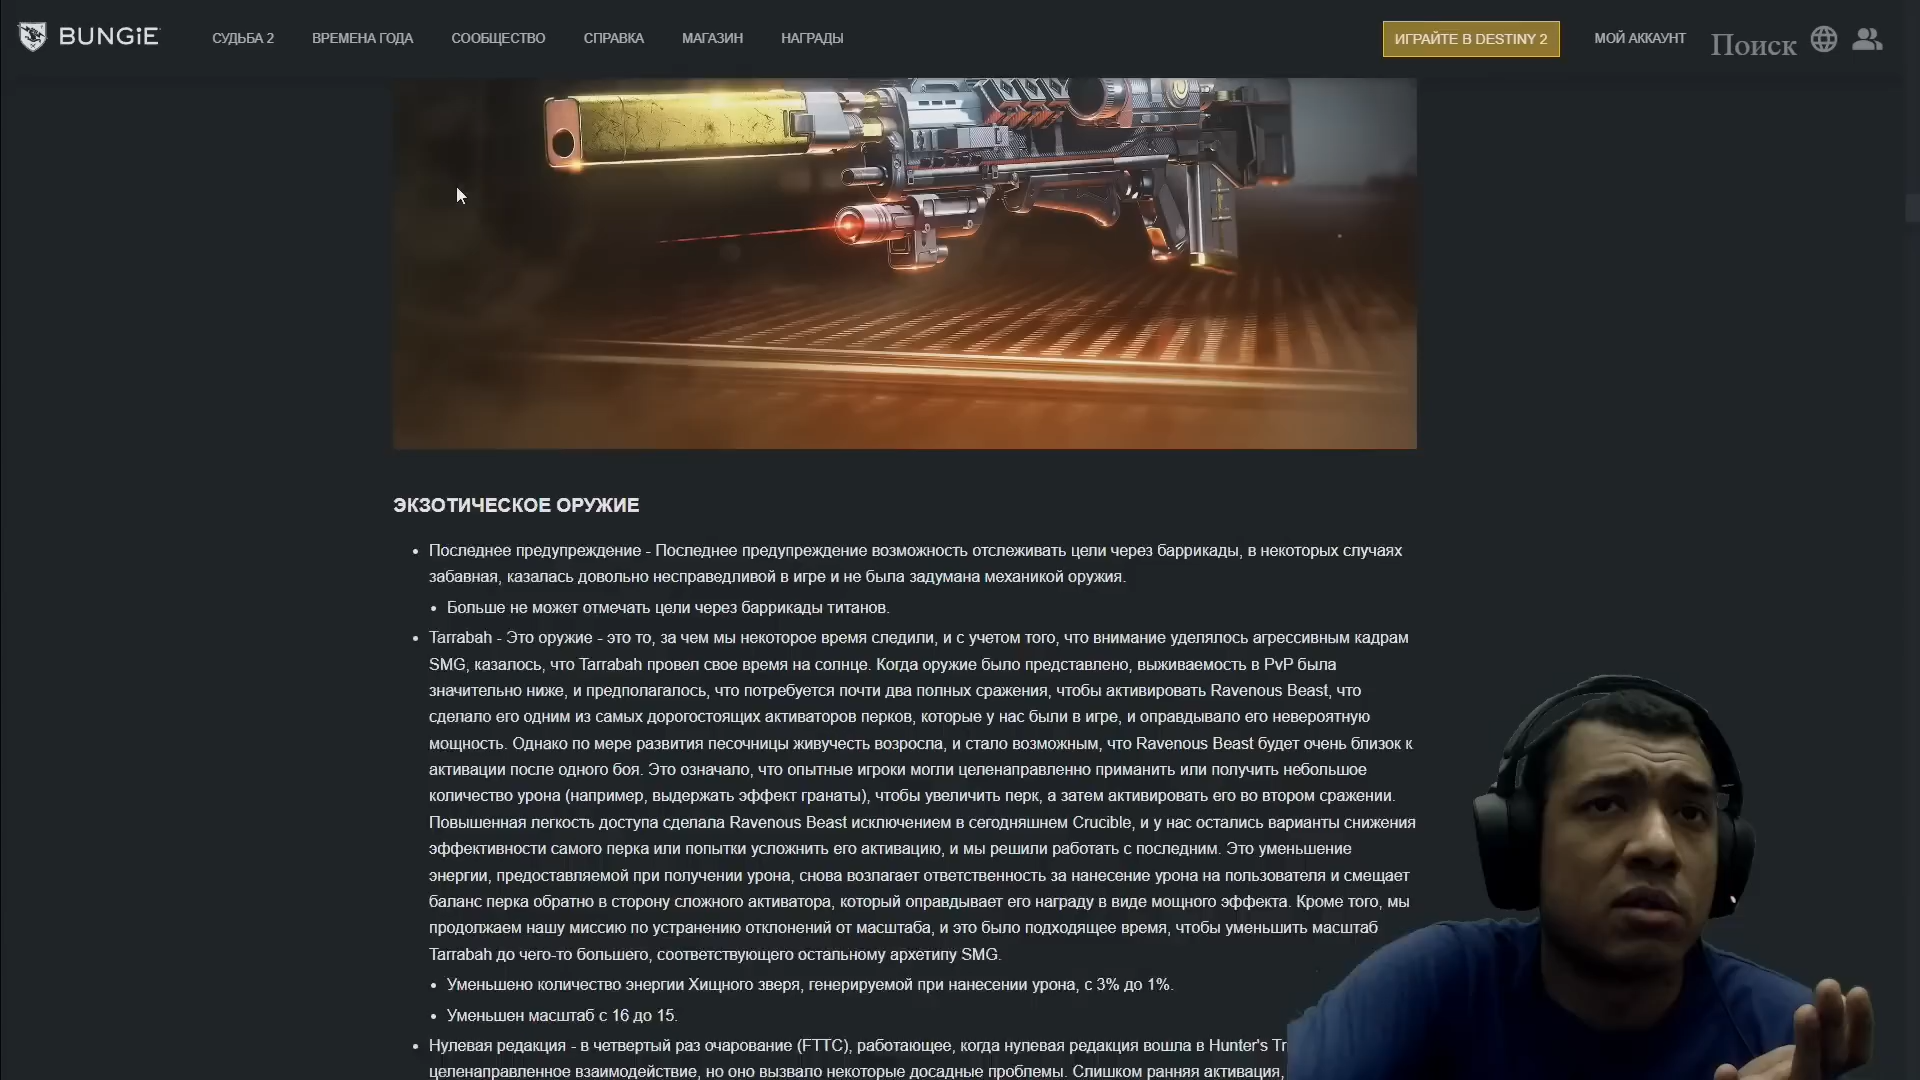 BUNGiE СУДЬБА 2 ВРЕМЕНА ГОДА СООБЩЕСТВО СПРАВКА МАГАЗИН НАГРАДЫ ИГРАЙТЕ В DESTINY 2 МОЙ АККАУНТ Поиск
ЭКЗОТИЧЕСКОЕ ОРУЖИЕ
• Последнее предупреждение - Последнее предупреждение возможность отслеживать цели через баррикады, в некоторых случаях
забавная, казалась довольно несправедливой в игре и не была задумана механикой оружия.
• Больше не может отмечать цели через баррикады титанов.
• Tarrabah - Это оружие - это то, за чем мы некоторое время следили, и с учетом того, что внимание уделялось агрессивным кадрам
SMG, казалось, что Tarrabah провел свое время на солнце. Когда оружие было представлено, выживаемость в PvP была
значительно ниже, и предполагалось, что потребуется почти два полных сражения, чтобы активировать Ravenous Beast, что
сделало его одним из самых дорогостоящих активаторов перков, которые у нас были в игре, и оправдывало его невероятную
мощность. Однако по мере развития песочницы живучесть возросла, и стало возможным, что Ravenous Beast будет очень близок к
активации после одного боя. Это означало, что опытные игроки могли целенаправленно приманить или получить небольшое
количество урона (например, выдержать эффект гранаты), чтобы увеличить перк, а затем активировать его во втором сражении.
Повышенная легкость доступа сделала Ravenous Beast исключением в сегодняшнем Crucible, и у нас остались варианты снижения
эффективности самого перка или попытки усложнить его активацию, и мы решили работать с последним. Это уменьшение
энергии, предоставляемой при получении урона, снова возлагает ответственность за нанесение урона на пользователя и смещает
баланс перка обратно в сторону сложного активатора, который оправдывает его награду в виде мощного эффекта. Кроме того, мы
продолжаем нашу миссию по устранению отклонений от масштаба, и это было подходящее время, чтобы уменьшить масштаб
Tarrabah до чего-то большего, соответствующего остальному архетипу SMG.
• Уменьшено количество энергии Хищного зверя, генерируемой при нанесении урона, с 3% до 1%.
• Уменьшен масштаб с 16 до 15.
• Нулевая редакция - в четвертый раз очарование (FTTC), работающее, когда нулевая редакция вошла в Hunter's Tr
целенаправленное взаимодействие, но оно вызвало некоторые досадные проблемы. Слишком ранняя активация,